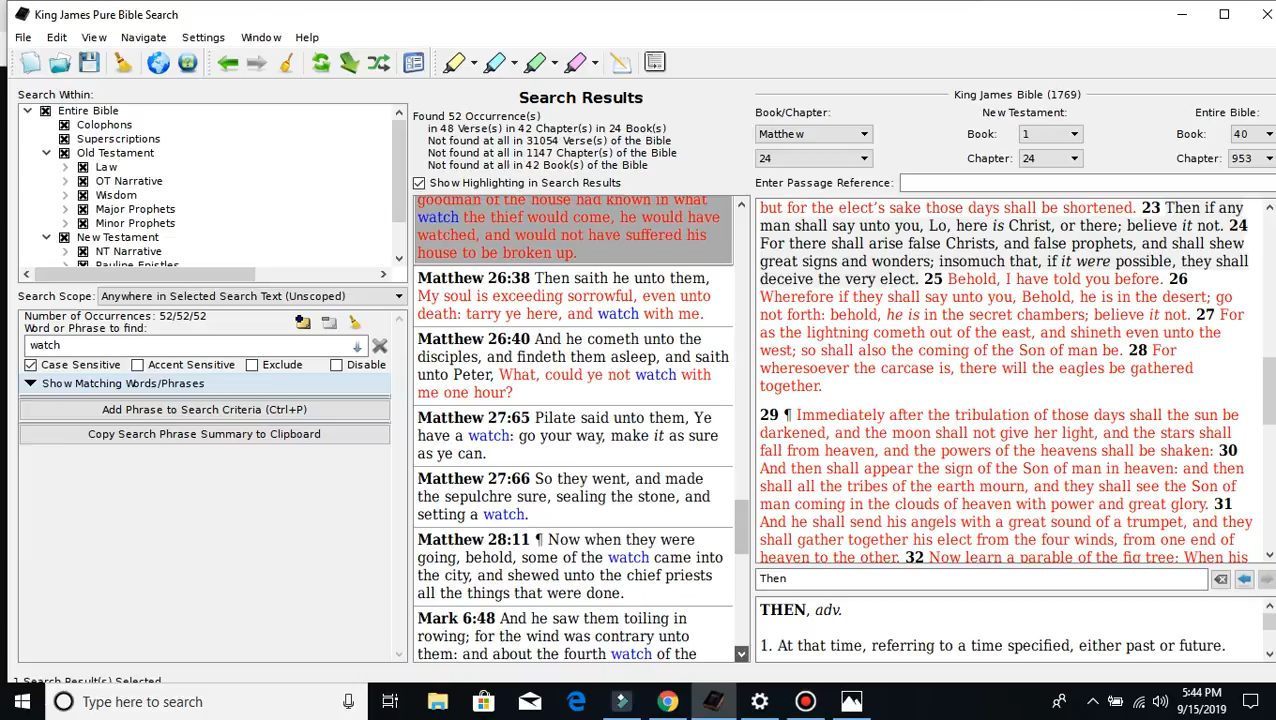 King James Pure Bible Search
File Edit View Navigate Settings Window Help
Search Within:
Entire Bible
Colophons
Superscriptions
Old Testament
Law
OT Narrative
Wisdom
Major Prophets
Minor Prophets
New Testament
NT Narrative
Pauline Epistles
Search Scope: Anywhere in Selected Search Text (Unscoped)
Number of Occurrences: 52/52/52
Word or Phrase to find:
watch
Case Sensitive Accent Sensitive Exclude Disable
Show Matching Words/Phrases
Add Phrase to Search Criteria (Ctrl+P)
Copy Search Phrase Summary to Clipboard
Search Results
Found 52 Occurrence(s)
in 48 Verse(s) in 42 Chapter(s) in 24 Book(s)
Not found at all in 31054 Verse(s) of the Bible
Not found at all in 1147 Chapter(s) of the Bible
Not found at all in 42 Book(s) of the Bible
Show Highlighting in Search Results
goodman of the house had known in what
watch the thief would come, he would have
watched, and would not have suffered his
house to be broken up.
Matthew 26:38 Then saith he unto them,
My soul is exceeding sorrowful, even unto
death: tarry ye here, and watch with me.
Matthew 26:40 And he cometh unto the
disciples, and findeth them asleep, and saith
unto Peter, What, could ye not watch with
me one hour?
Matthew 27:65 Pilate said unto them, Ye
have a watch: go your way, make it as sure
as ye can.
Matthew 27:66 So they went, and made
the sepulchre sure, sealing the stone, and
setting a watch.
Matthew 28:11 ¶ Now when they were
going, behold, some of the watch came into
the city, and shewed unto the chief priests
all the things that were done.
Mark 6:48 And he saw them toiling in
rowing; for the wind was contrary unto
them: and about the fourth watch of the
King James Bible (1769)
Book/Chapter: New Testament: Entire Bible:
Matthew Book: 1 Book: 40
24 Chapter: 24 Chapter: 953
Enter Passage Reference:
but for the elect's sake those days shall be shortened. 23 Then if any
man shall say unto you, Lo, here is Christ, or there; believe it not. 24
For there shall arise false Christs, and false prophets, and shall shew
great signs and wonders; insomuch that, if it were possible, they shall
deceive the very elect. 25 Behold, I have told you before. 26
Wherefore if they shall say unto you, Behold, he is in the desert; go
not forth: behold, he is in the secret chambers; believe it not. 27 For
as the lightning cometh out of the east, and shineth even unto the
west; so shall also the coming of the Son of man be. 28 For
wheresoever the carcase is, there will the eagles be gathered
together.
29 ¶ Immediately after the tribulation of those days shall the sun be
darkened, and the moon shall not give her light, and the stars shall
fall from heaven, and the powers of the heavens shall be shaken: 30
And then shall appear the sign of the Son of man in heaven: and then
shall all the tribes of the earth mourn, and they shall see the Son of
man coming in the clouds of heaven with power and great glory. 31
And he shall send his angels with a great sound of a trumpet, and they
shall gather together his elect from the four winds, from one end of
heaven to the other. 32 Now learn a parable of the fig tree; When his
Then
THEN, adv.
1. At that time, referring to a time specified, either past or future.
1 Search Result(s) Selected
Type here to search
5:44 PM
9/15/2019